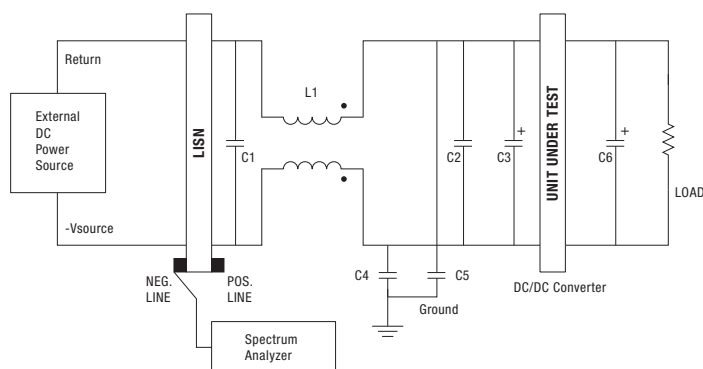 Return
L1
External
DC
Power
Source
LISN
C1
C2
C3
+
UNIT UNDER TEST
C6
+
LOAD
-Vsource
NEG.
LINE
POS.
LINE
C4
C5
Ground
DC/DC Converter
Spectrum
Analyzer